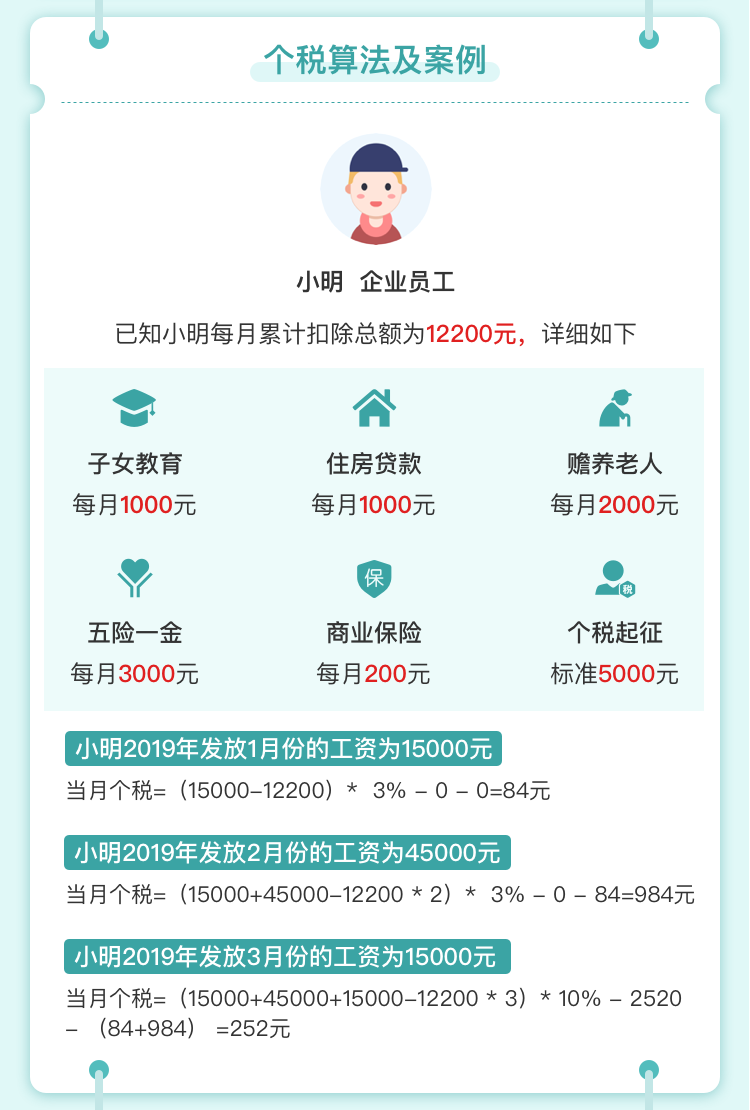 个税算法及案例
小明 企业员工
已知小明每月累计扣除总额为12200元，详细如下
子女教育 住房贷款 赡养老人
每月1000元 每月1000元 每月2000元
保 税
五险一金 商业保险 个税起征
每月3000元 每月200元 标准5000元
小明2019年发放1月份的工资为15000元
当月个税=（15000-12200）* 3% - 0 - 0=84元
小明2019年发放2月份的工资为45000元
当月个税=（15000+45000-12200 * 2）* 3% - 0 - 84=984元
小明2019年发放3月份的工资为15000元
当月个税=（15000+45000+15000-12200 * 3）* 10% - 2520
- （84+984） =252元